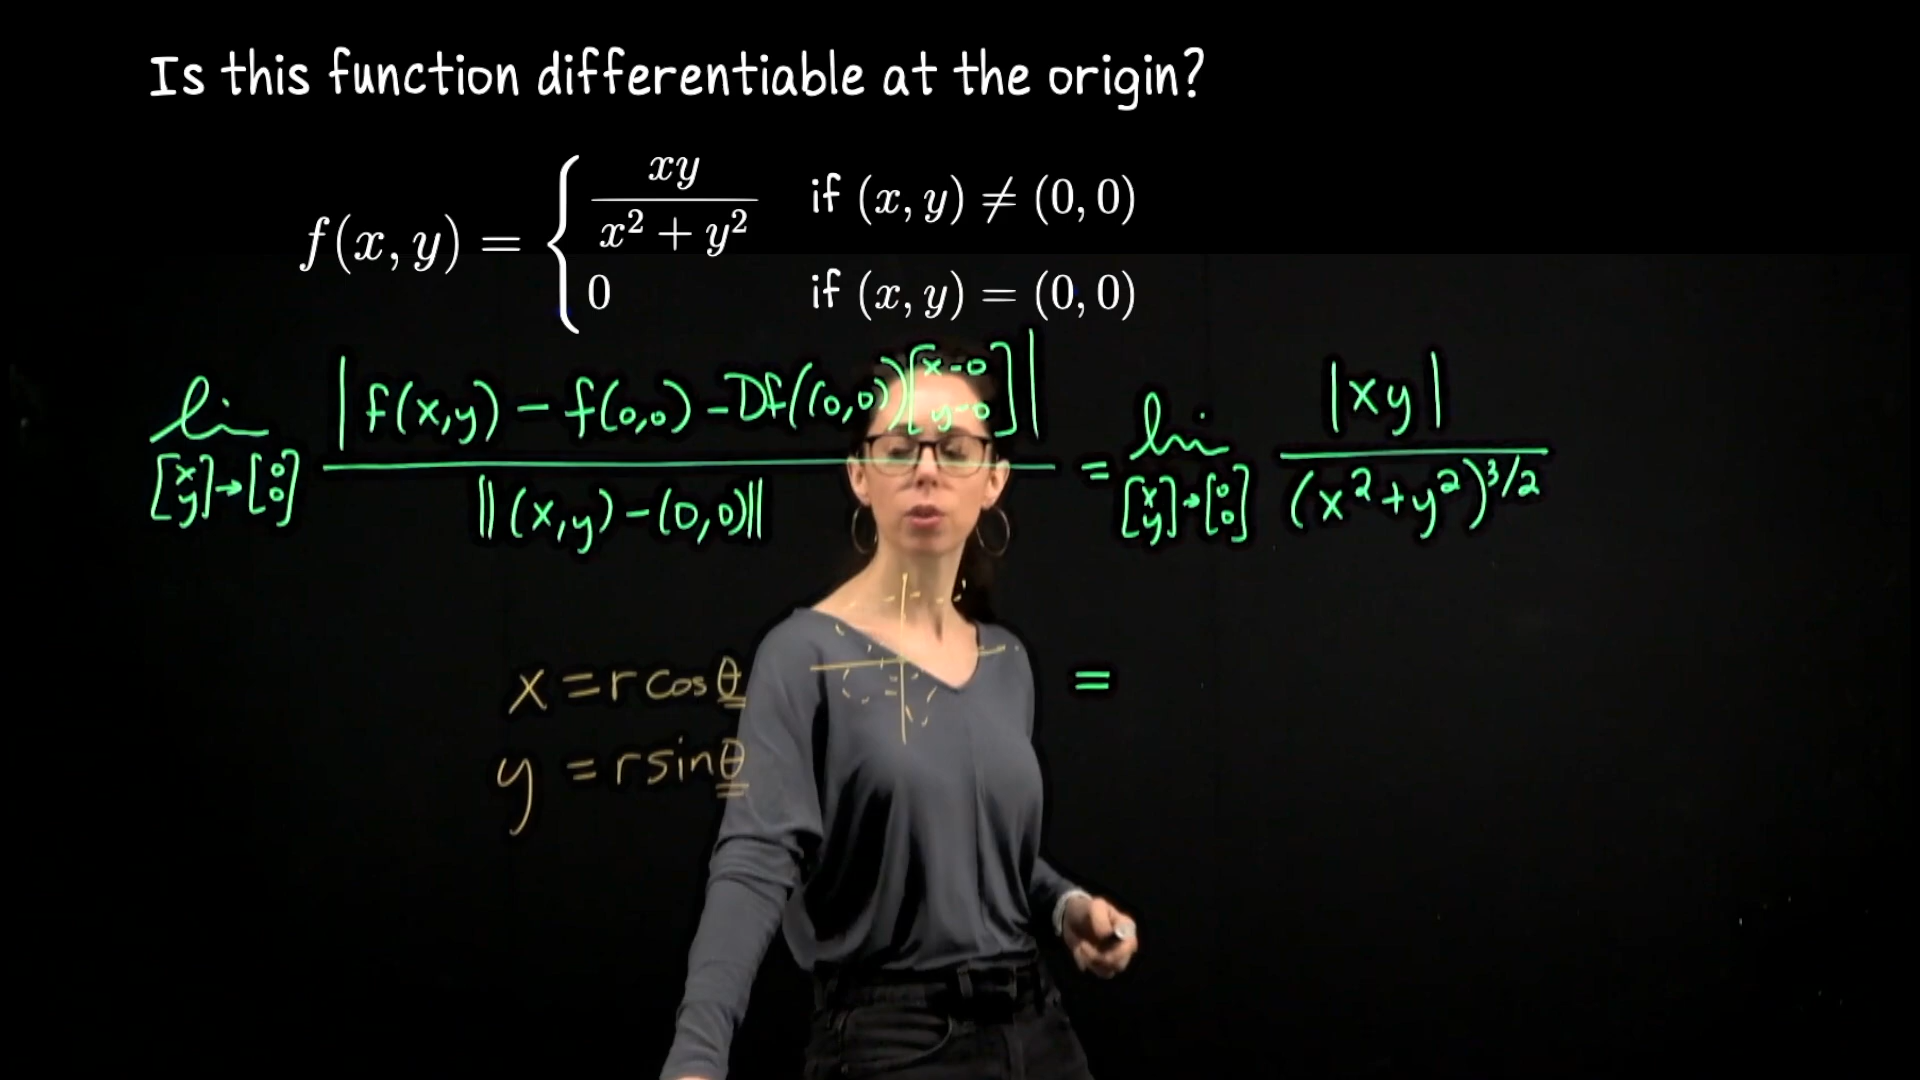 Is this function differentiable at the origin?
f(x, y) = { xy / x² + y² if (x, y) ≠ (0, 0)
0 if (x, y) = (0, 0)
lim [x y]→[0 0] |f(x,y) - f(0,0) - Df((0,0)) [x-0 y-0]| / ||(x,y)-(0,0)|| = lim [x y]→[0 0] |xy| / (x²+y²)^3/2
x = r cos θ =
y = r sin θ